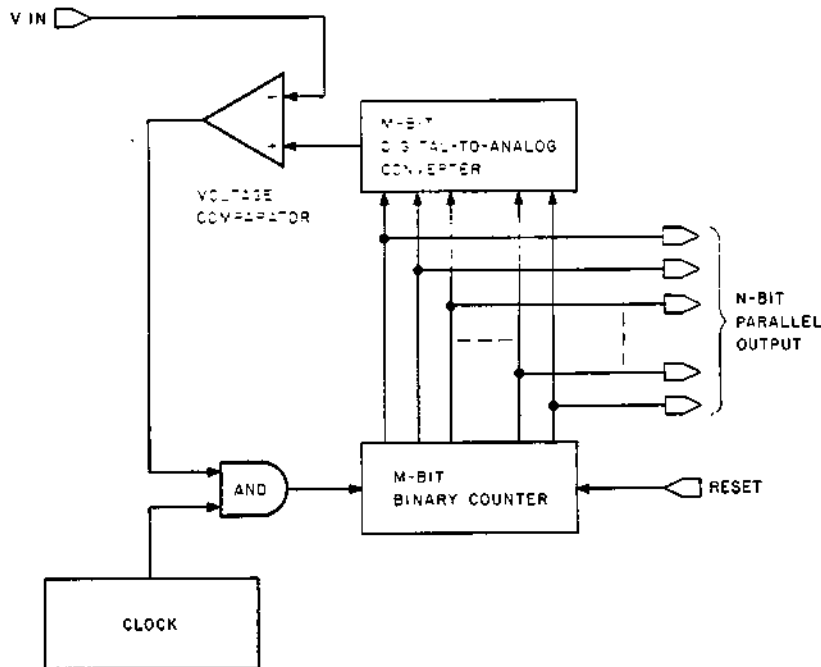 V IN
-
+
M-BIT
DIGITAL-TO-ANALOG
CONVERTER
VOLTAGE
COMPARATOR
N-BIT
PARALLEL
OUTPUT
AND
M-BIT
BINARY COUNTER
RESET
CLOCK